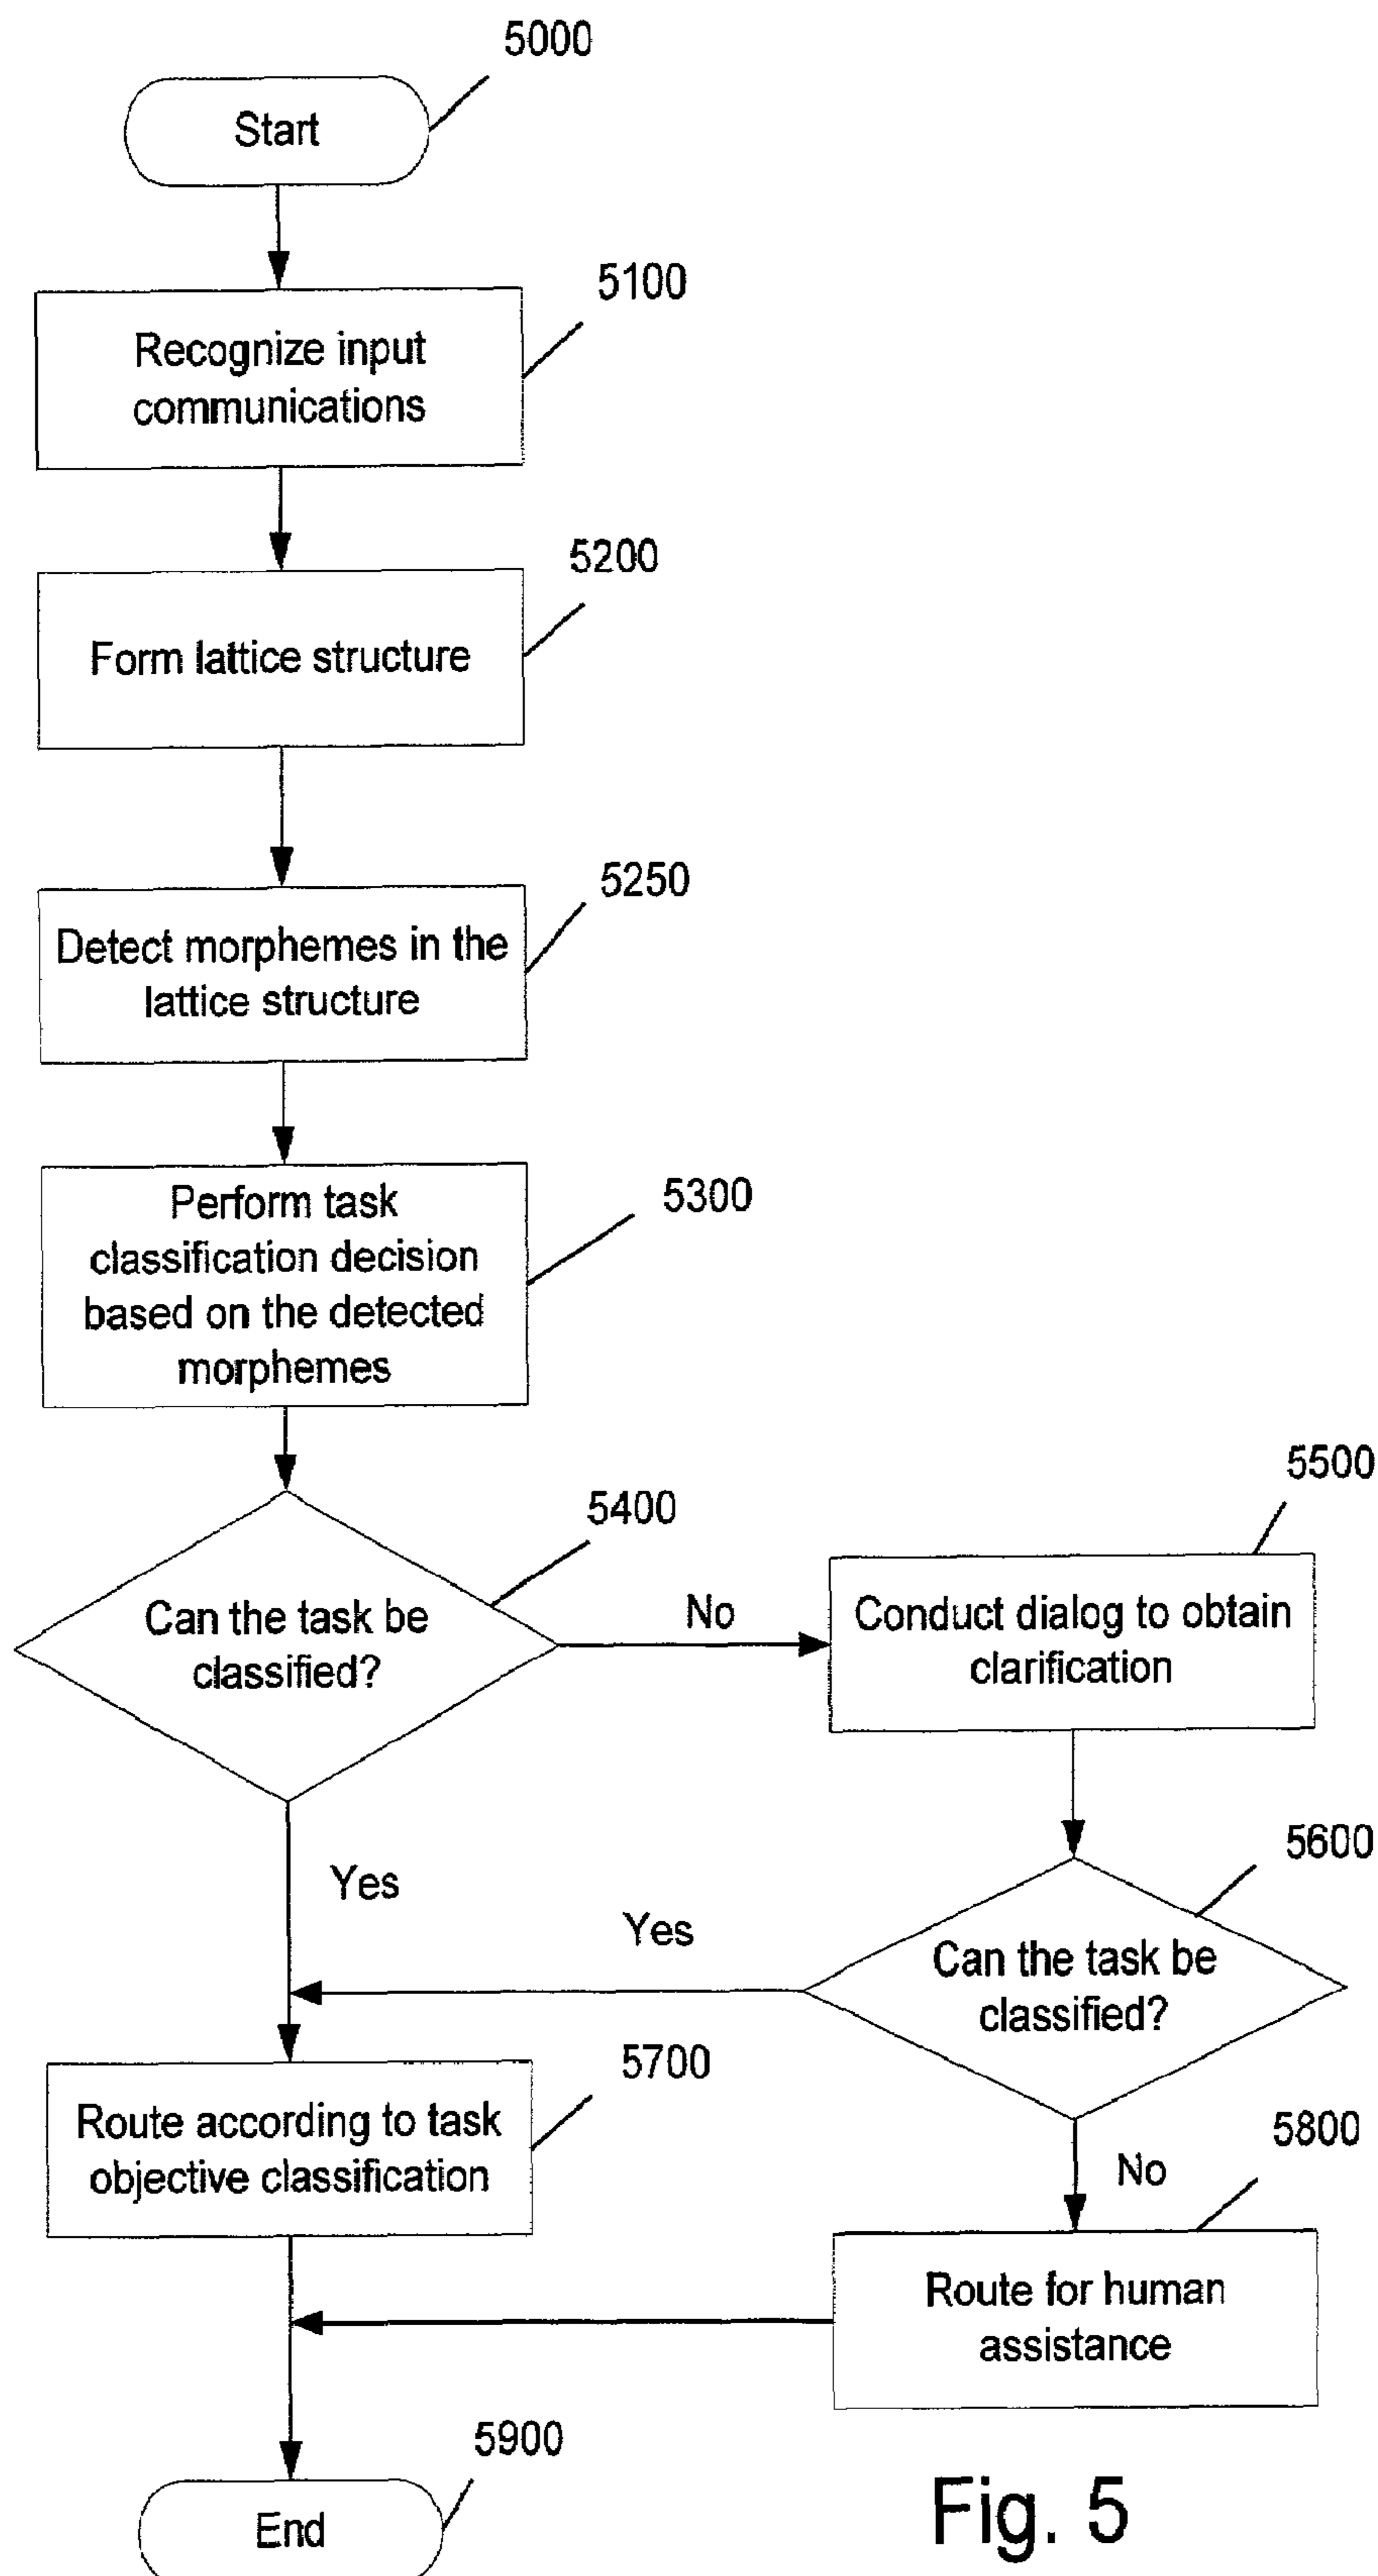 5000
Start
5100
Recognize input
communications
5200
Form lattice structure
5250
Detect morphemes in the
lattice structure
5300
Perform task
classification decision
based on the detected
morphemes
5400
Can the task be
classified?
No
5500
Conduct dialog to obtain
clarification
Yes
5600
Can the task be
classified?
Yes
5700
Route according to task
objective classification
No
5800
Route for human
assistance
5900
End
Fig. 5